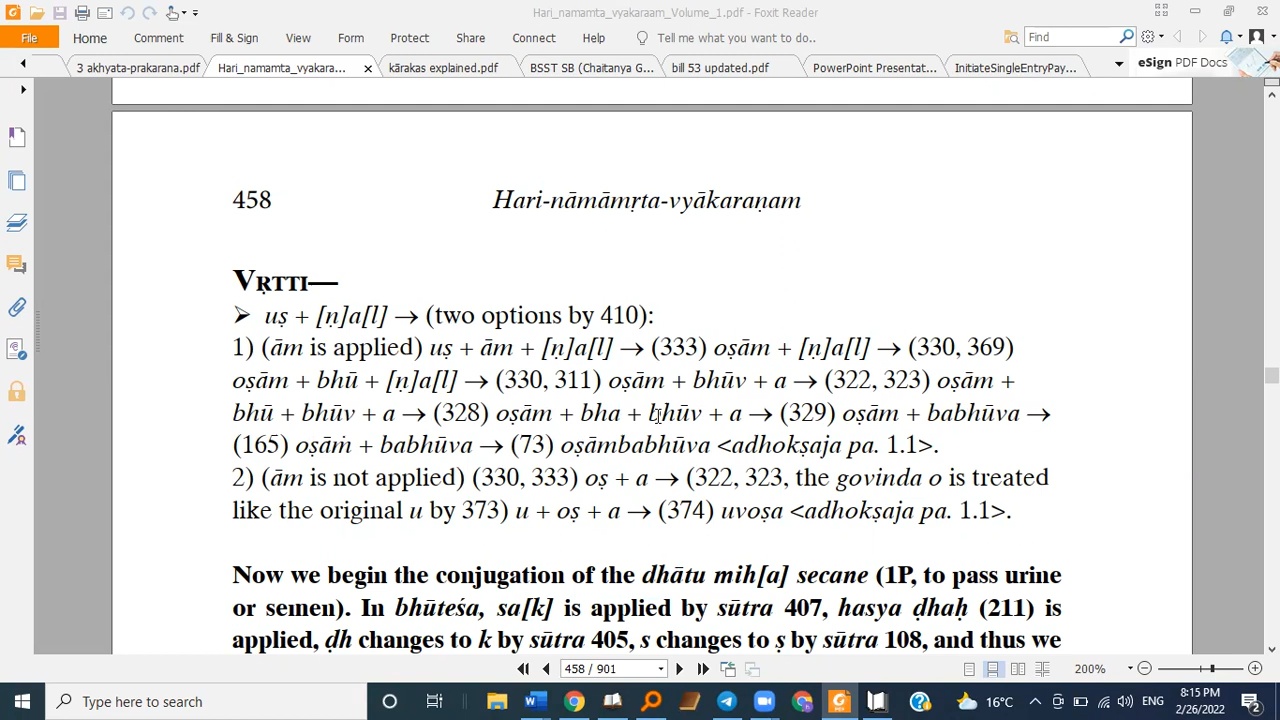 Hari_namamta_vyakaraam_Volume_1.pdf - Foxit Reader
File Home Comment Fill & Sign View Form Protect Share Connect Help Tell me what you want to do.. Find
3 akhyata-prakarana.pdf Hari_namamta_vyakara... kārakas explained.pdf BSST SB (Chaitanya G... bill 53 updated.pdf PowerPoint Presentat... InitiateSingleEntryPay... eSign PDF Docs
458 Hari-nāmāmṛta-vyākaraṇam
VṚTTI—
➢ uṣ + [ṇ]a[l] → (two options by 410):
1) (ām is applied) uṣ + ām + [ṇ]a[l] → (333) oṣām + [ṇ]a[l] → (330, 369)
oṣām + bhū + [ṇ]a[l] → (330, 311) oṣām + bhūv + a → (322, 323) oṣām +
bhū + bhūv + a → (328) oṣām + bha + bhūv + a → (329) oṣām + babhūva →
(165) oṣāṁ + babhūva → (73) oṣāmbabhūva <adhokṣaja pa. 1.1>.
2) (ām is not applied) (330, 333) oṣ + a → (322, 323, the govinda o is treated
like the original u by 373) u + oṣ + a → (374) uvoṣa <adhokṣaja pa. 1.1>.
Now we begin the conjugation of the dhātu mih[a] secane (1P, to pass urine
or semen). In bhūteśa, sa[k] is applied by sūtra 407, hasya ḍhaḥ (211) is
applied, ḍh changes to k by sūtra 405, s changes to ṣ by sūtra 108, and thus we
458 / 901 200%
Type here to search 16°C ENG 8:15 PM
2/26/2022 2